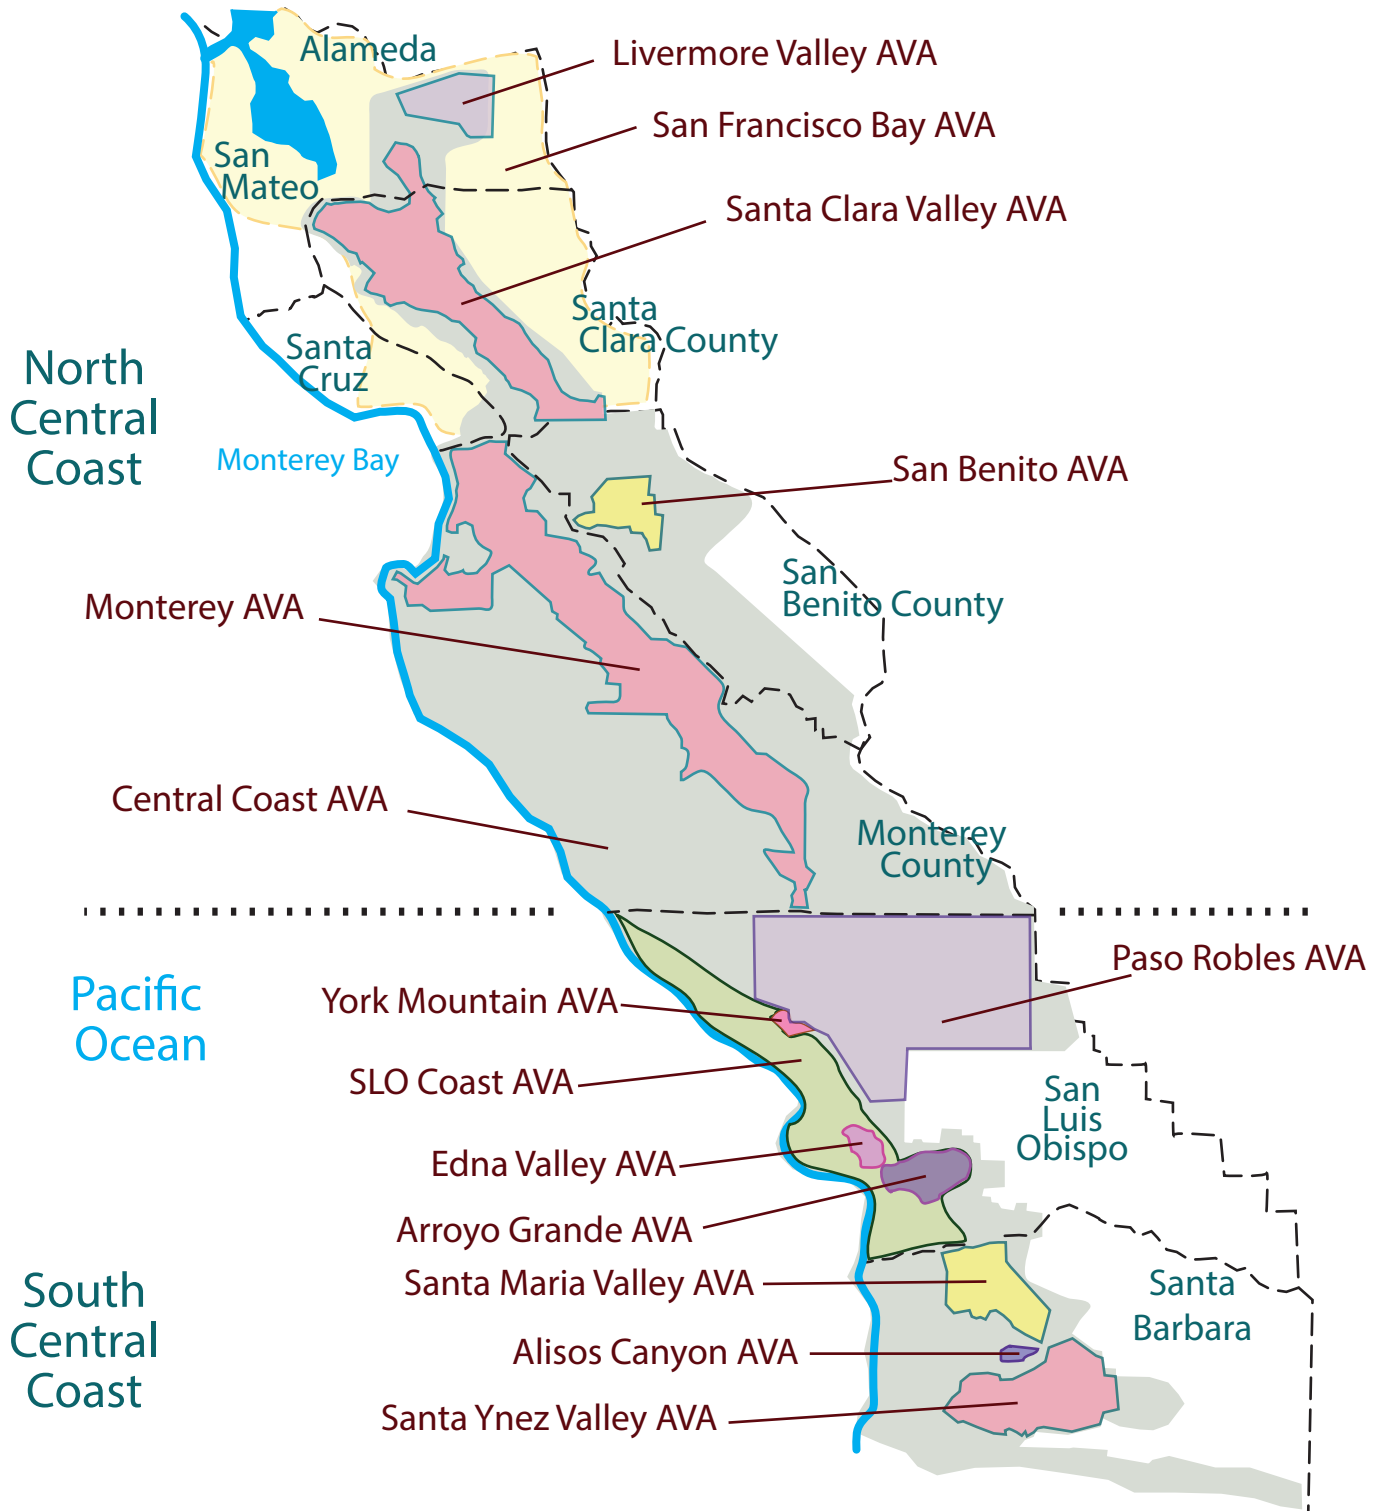 Alameda
Livermore Valley AVA
San Francisco Bay AVA
San
Mateo
Santa Clara Valley AVA
Santa
Clara County
Santa
Cruz
North
Central
Coast
Monterey Bay
San Benito AVA
San
Benito County
Monterey AVA
Central Coast AVA
Monterey
County
Paso Robles AVA
Pacific
Ocean
York Mountain AVA
SLO Coast AVA
San
Luis
Obispo
Edna Valley AVA
Arroyo Grande AVA
Santa Maria Valley AVA
Santa
Barbara
South
Central
Coast
Alisos Canyon AVA
Santa Ynez Valley AVA